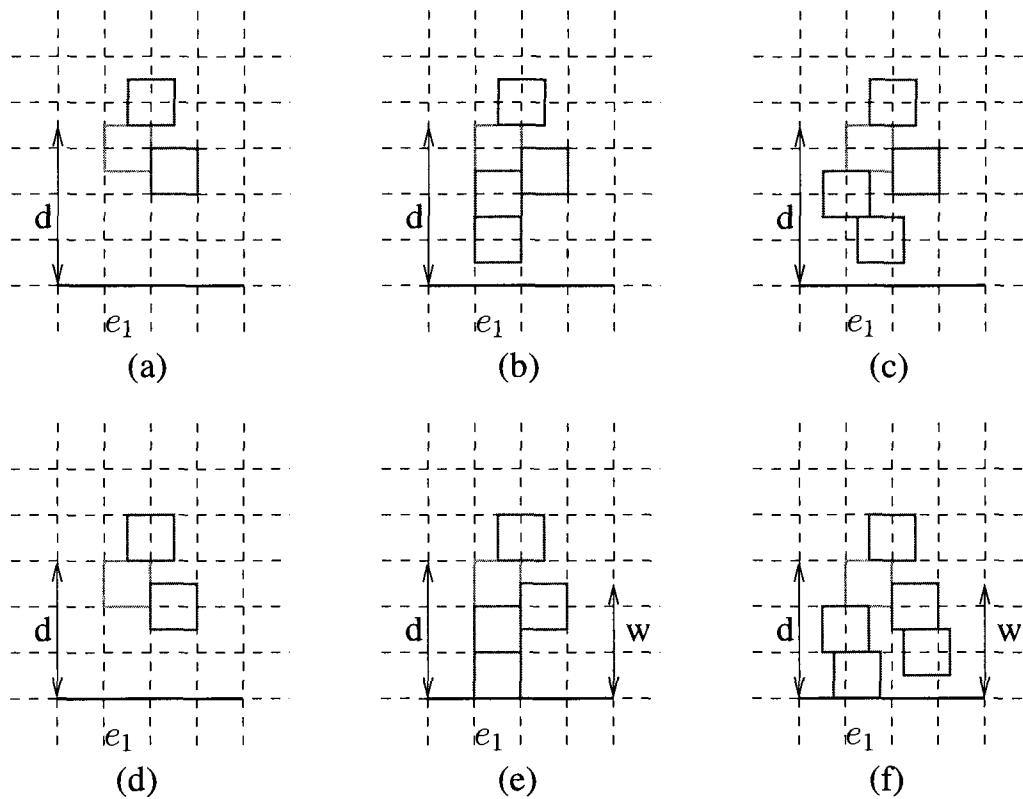 d d d
e₁ e₁ e₁
(a) (b) (c)
d d w d w
e₁ e₁ e₁
(d) (e) (f)